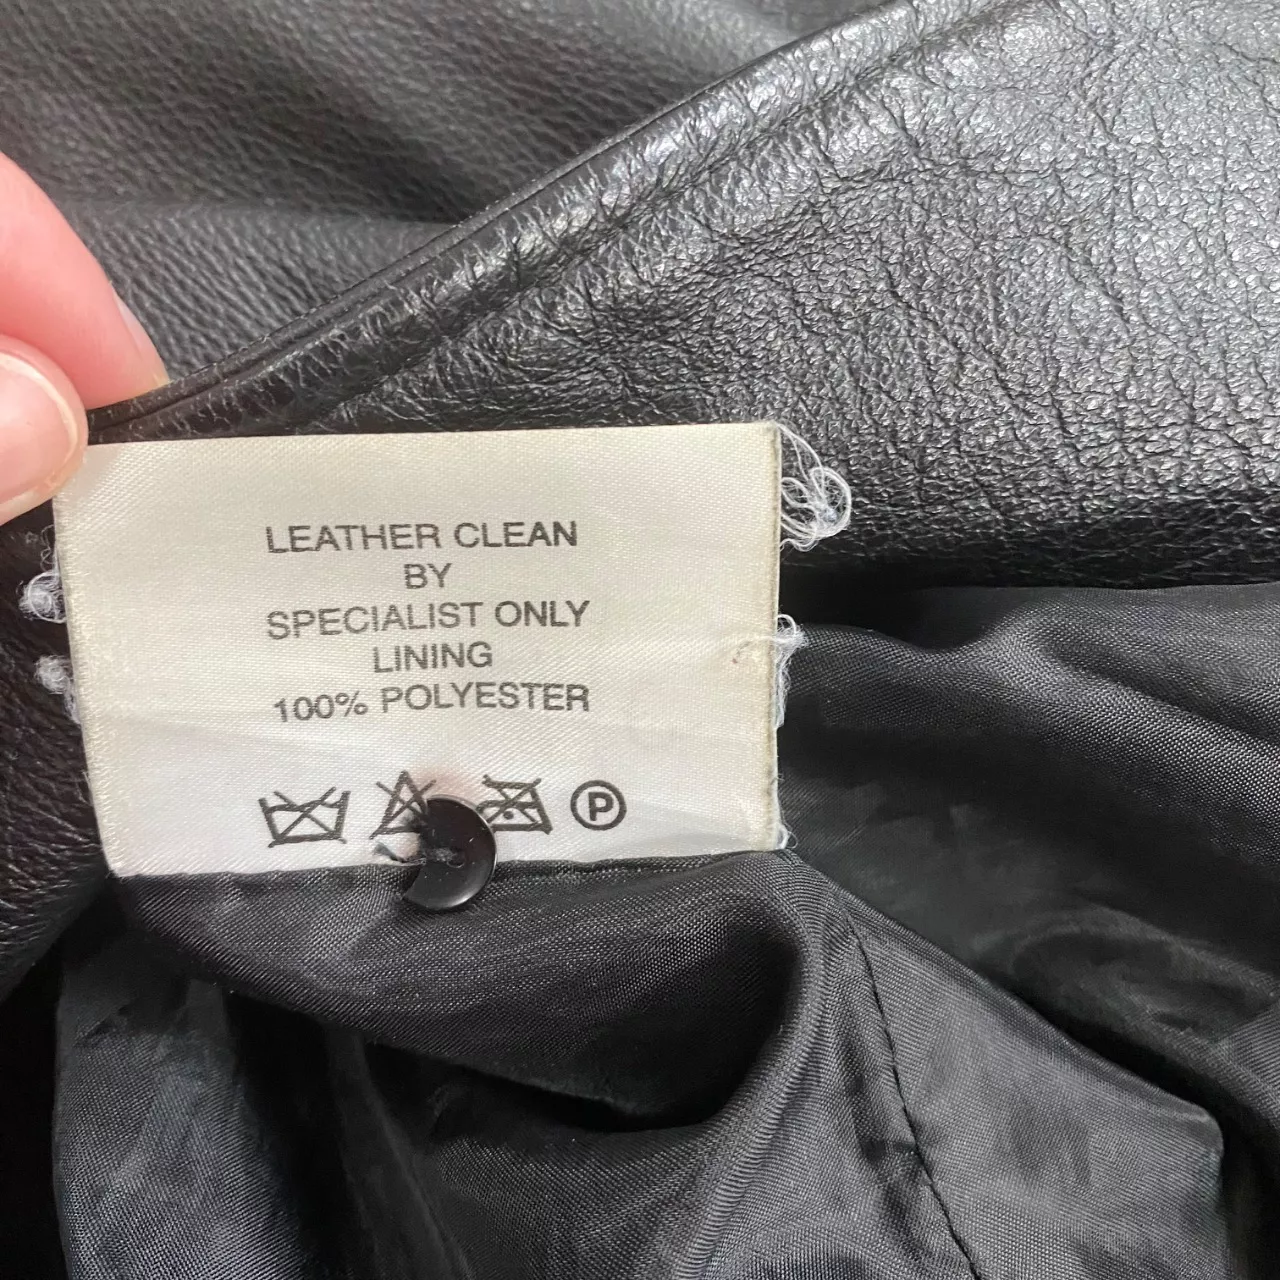 LEATHER CLEAN
BY
SPECIALIST ONLY
LINING
100% POLYESTER
P